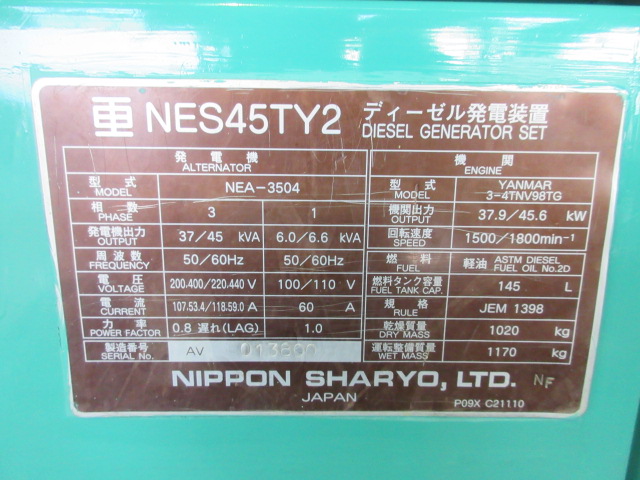 NES45TY2 ディーゼル発電装置
DIESEL GENERATOR SET
発電機
ALTERNATOR
型式 NEA-3504
MODEL
相数 3 1
PHASE
発電機出力 37/45 kVA 6.0/6.6 kVA
OUTPUT
周波数 50/60Hz 50/60Hz
FREQUENCY
電圧 200.400/220.440 V 100/110 V
VOLTAGE
電流 107.53.4/118.59.0 A 60 A
CURRENT
力率 0.8 遅れ(LAG) 1.0
POWER FACTOR
製造番号 AV
SERIAL No.
機関
ENGINE
型式 YANMAR
MODEL 3-4TNV98TG
機関出力 37.9/45.6 kW
OUTPUT
回転速度 1500/1800min-1
SPEED
燃料 軽油 ASTM DIESEL
FUEL FUEL OIL No.2D
燃料タンク容量 145 L
FUEL TANK CAP.
規格 JEM 1398
RULE
乾燥質量 1020 kg
DRY MASS
運転整備質量 1170 kg
WET MASS
NIPPON SHARYO, LTD. NF
JAPAN
P09X C21110